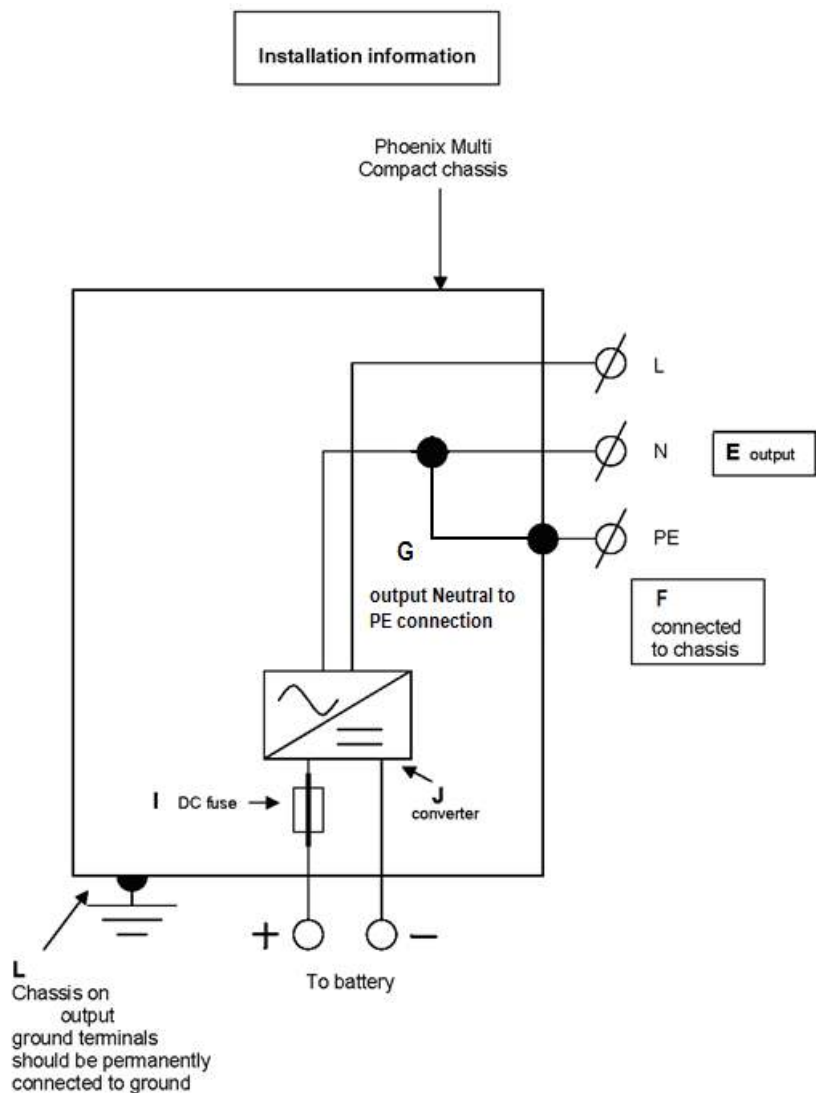 Installation information
Phoenix Multi
Compact chassis
L
N
E output
PE
G
output Neutral to
PE connection
F
connected
to chassis
I DC fuse
J
converter
+
−
To battery
L
Chassis on
output
ground terminals
should be permanently
connected to ground